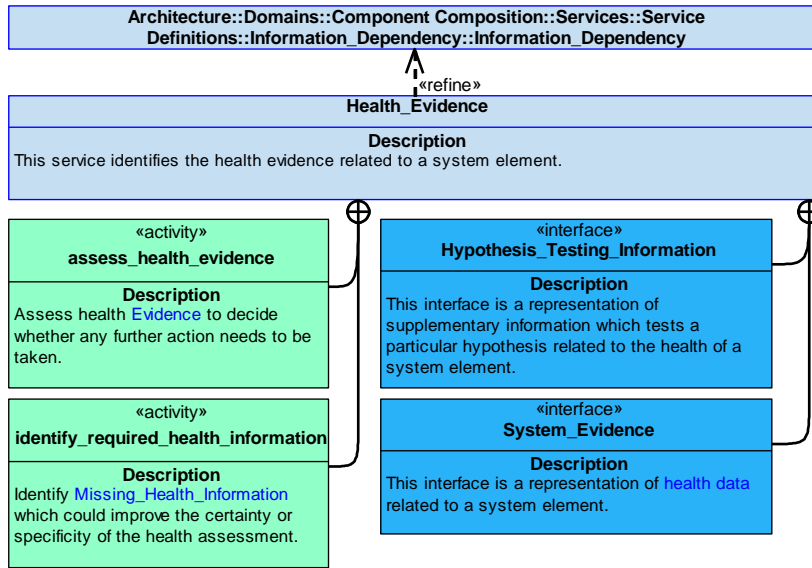 Architecture::Domains::Component Composition::Services::Service
Definitions::Information_Dependency::Information_Dependency
«refine»
Health_Evidence
Description
This service identifies the health evidence related to a system element.
«activity»
assess_health_evidence
Description
Assess health Evidence to decide
whether any further action needs to be
taken.
«interface»
Hypothesis_Testing_Information
Description
This interface is a representation of
supplementary information which tests a
particular hypothesis related to the health of a
system element.
«activity»
identify_required_health_information
Description
Identify Missing_Health_Information
which could improve the certainty or
specificity of the health assessment.
«interface»
System_Evidence
Description
This interface is a representation of health data
related to a system element.